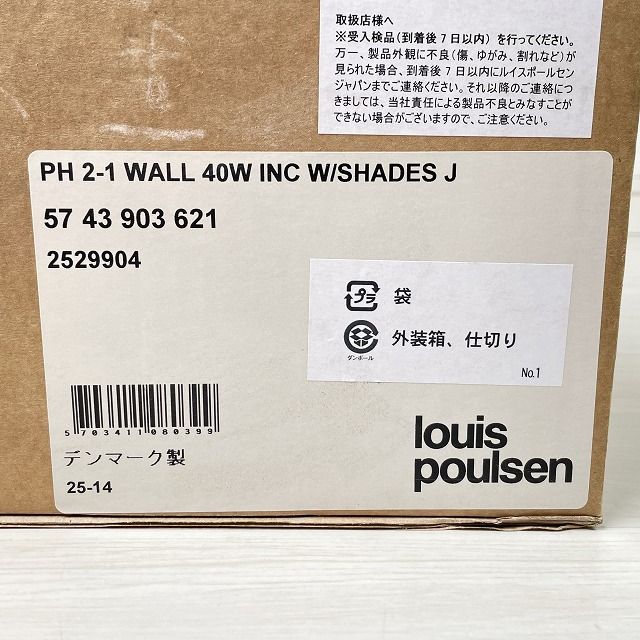 取扱店様へ
※受入検品(到着後７日以内)を行ってください。
万一、製品外観に不良(傷、ゆがみ、割れなど)が
見られた場合、到着後７日以内にルイスポールセン
ジャパンまでご連絡ください。それ以降のご連絡につ
きましては、当社責任による製品不良とみなすことが
できない場合がございますので、ご注意ください。
PH 2-1 WALL 40W INC W/SHADES J
57 43 903 621
2529904
プラ 袋
ダンボール 外装箱、仕切り
No.1
5 703411 080399
デンマーク製
25-14
louis
poulsen